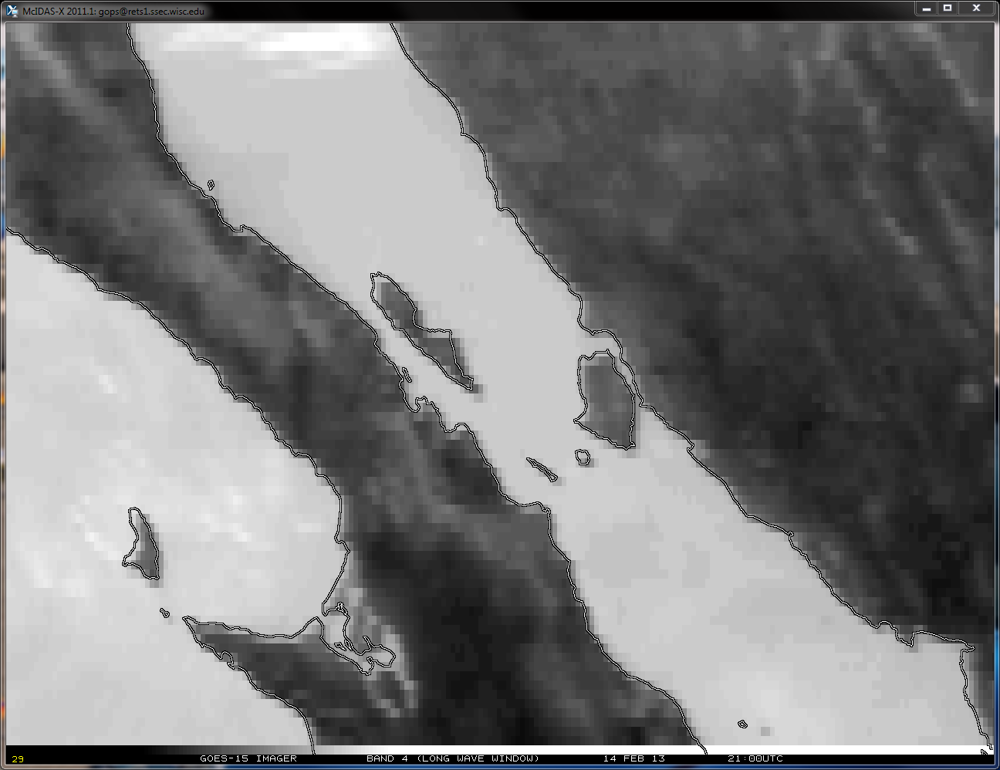 McIDAS-X 2011.1: gops@rets1.ssec.wisc.edu
29 GOES-15 IMAGER BAND 4 (LONG WAVE WINDOW) 14 FEB 13 21:00UTC